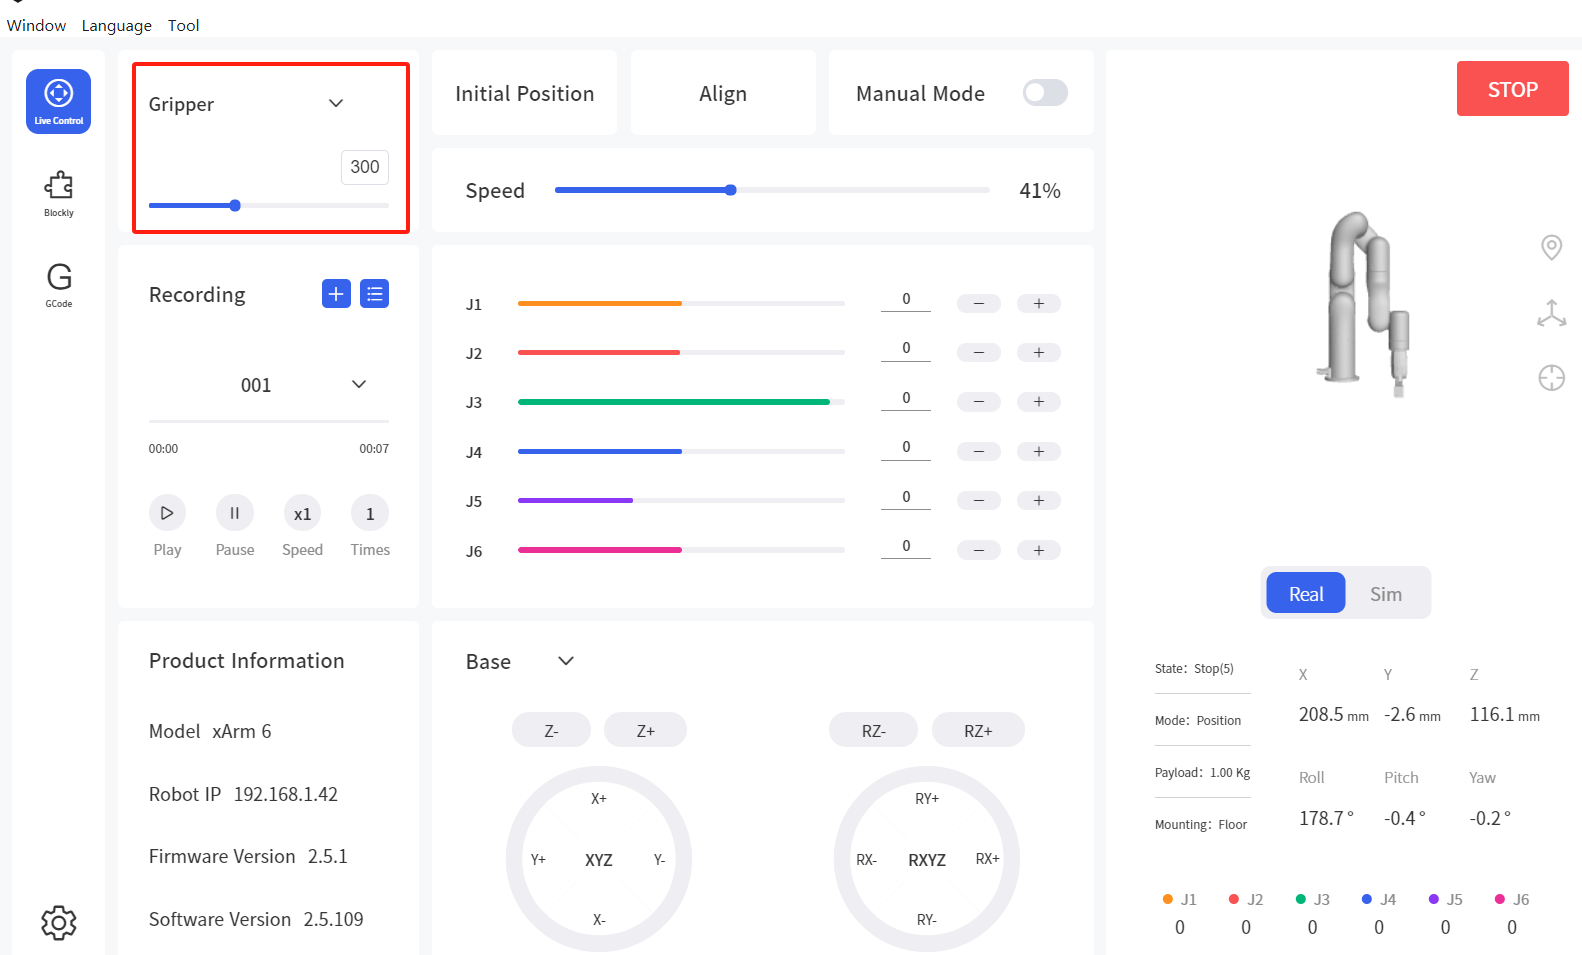 Window Language Tool
Live Control
Blockly
G
GCode
Gripper
300
Initial Position
Align
Manual Mode
Speed
41%
STOP
Recording
001
00:00 00:07
x1 1
Play Pause Speed Times
J1 0 − +
J2 0 − +
J3 0 − +
J4 0 − +
J5 0 − +
J6 0 − +
Product Information
Model xArm 6
Robot IP 192.168.1.42
Firmware Version 2.5.1
Software Version 2.5.109
Base
Z- Z+ RZ- RZ+
X+
Y+ XYZ Y-
X-
RY+
RX- RXYZ RX+
RY-
Real Sim
State: Stop(5)
Mode: Position
Payload: 1.00 Kg
Mounting: Floor
X Y Z
208.5 mm -2.6 mm 116.1 mm
Roll Pitch Yaw
178.7 ° -0.4 ° -0.2 °
J1 J2 J3 J4 J5 J6
0 0 0 0 0 0